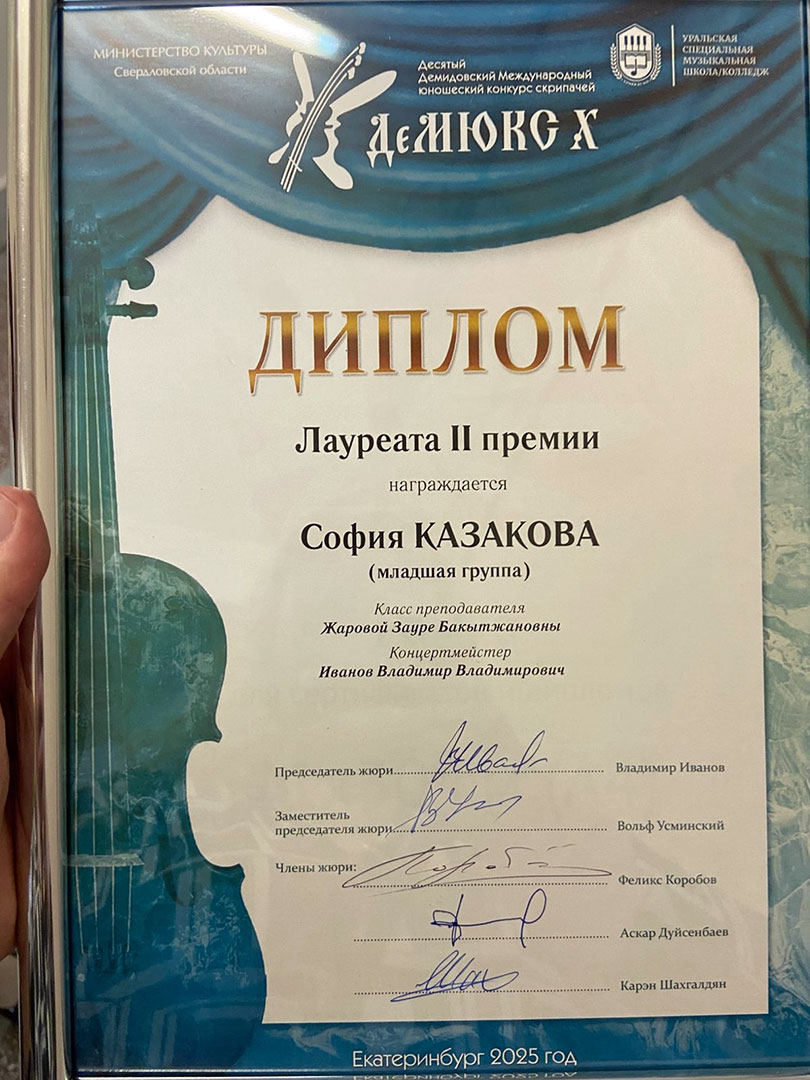 МИНИСТЕРСТВО КУЛЬТУРЫ
Свердловской области
Десятый
Демидовский Международный
юношеский конкурс скрипачей
ДеМЮКС X
УРАЛЬСКАЯ
СПЕЦИАЛЬНАЯ
МУЗЫКАЛЬНАЯ
ШКОЛА/КОЛЛЕДЖ
ДИПЛОМ
Лауреата II премии
награждается
София КАЗАКОВА
(младшая группа)
Класс преподавателя
Жаровой Зауре Бакытжановны
Концертмейстер
Иванов Владимир Владимирович
Председатель жюри Владимир Иванов
Заместитель
председателя жюри Вольф Усминский
Члены жюри: Феликс Коробов
Аскар Дуйсенбаев
Карэн Шахгалдян
Екатеринбург 2025 год